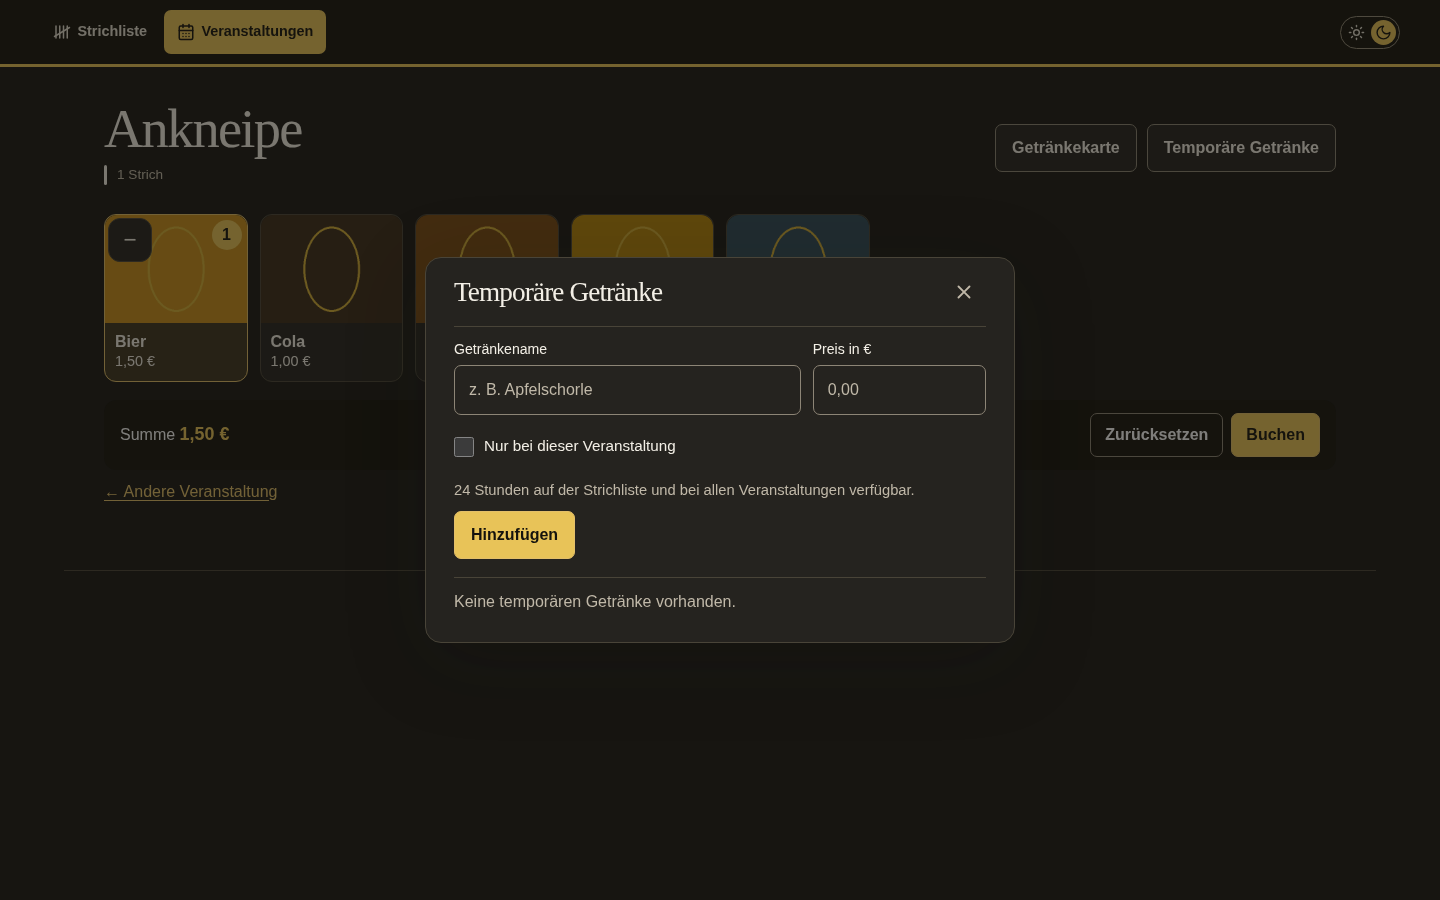 Strichliste
Veranstaltungen
Ankneipe
1 Strich
Getränkekarte
Temporäre Getränke
1
Bier
1,50 €
Cola
1,00 €
Temporäre Getränke
Getränkename
Preis in €
z. B. Apfelschorle
0,00
Nur bei dieser Veranstaltung
24 Stunden auf der Strichliste und bei allen Veranstaltungen verfügbar.
Hinzufügen
Keine temporären Getränke vorhanden.
Summe 1,50 €
Zurücksetzen
Buchen
← Andere Veranstaltung